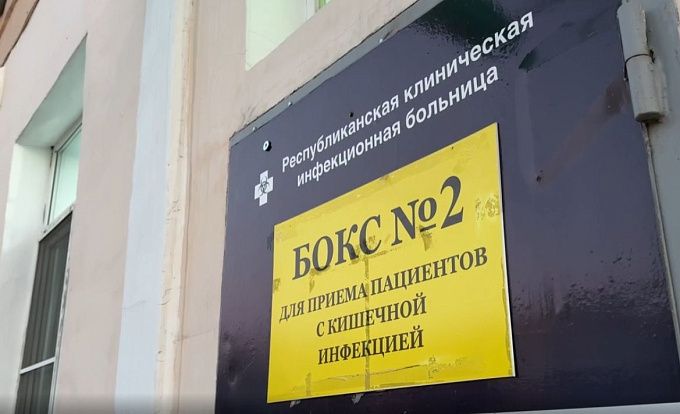 Республиканская клиническая
инфекционная больница
БОКС №2
ДЛЯ ПРИЕМА ПАЦИЕНТОВ
С КИШЕЧНОЙ
ИНФЕКЦИЕЙ